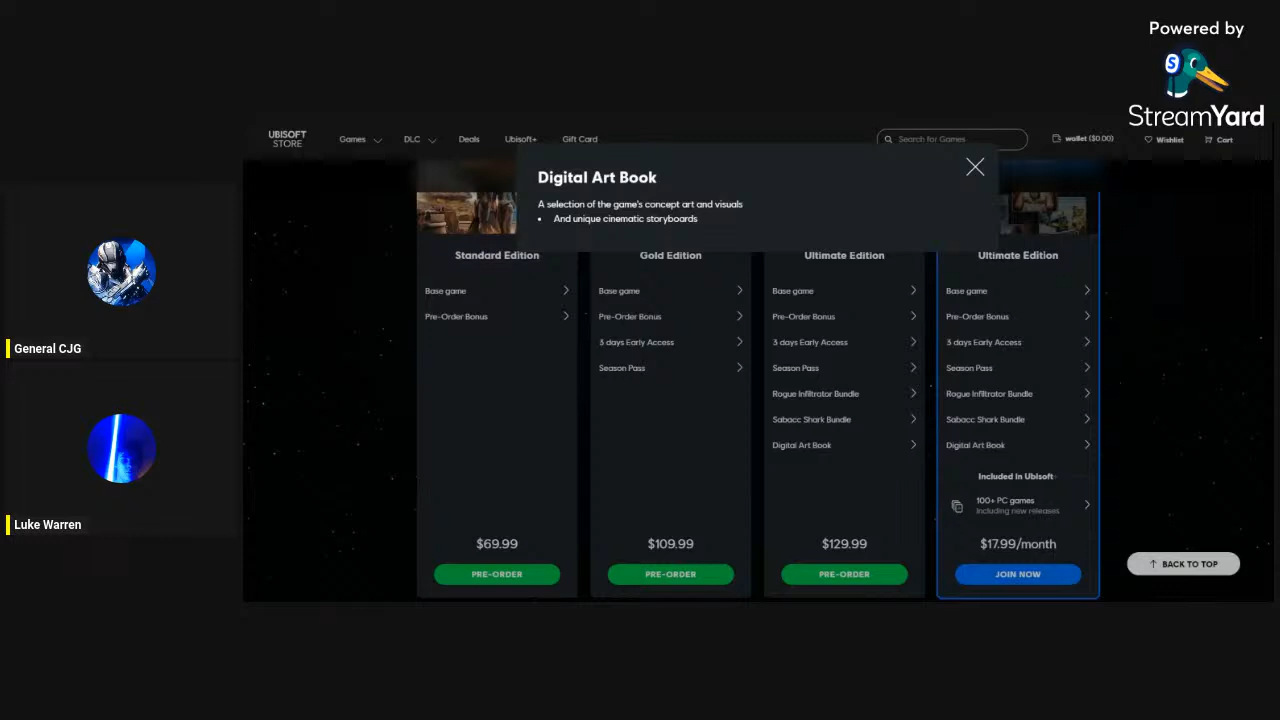 Powered by
StreamYard
UBISOFT
STORE
Games
DLC
Deals
Ubisoft+
Gift Card
Search for Games
wallet ($0.00)
Wishlist
Cart
Digital Art Book
A selection of the game's concept art and visuals
• And unique cinematic storyboards
Standard Edition
Base game
Pre-Order Bonus
$69.99
PRE-ORDER
Gold Edition
Base game
Pre-Order Bonus
3 days Early Access
Season Pass
$109.99
PRE-ORDER
Ultimate Edition
Base game
Pre-Order Bonus
3 days Early Access
Season Pass
Rogue Infiltrator Bundle
Sabacc Shark Bundle
Digital Art Book
$129.99
PRE-ORDER
Ultimate Edition
Base game
Pre-Order Bonus
3 days Early Access
Season Pass
Rogue Infiltrator Bundle
Sabacc Shark Bundle
Digital Art Book
Included in Ubisoft
100+ PC games
Including new releases
$17.99/month
JOIN NOW
BACK TO TOP
General CJG
Luke Warren